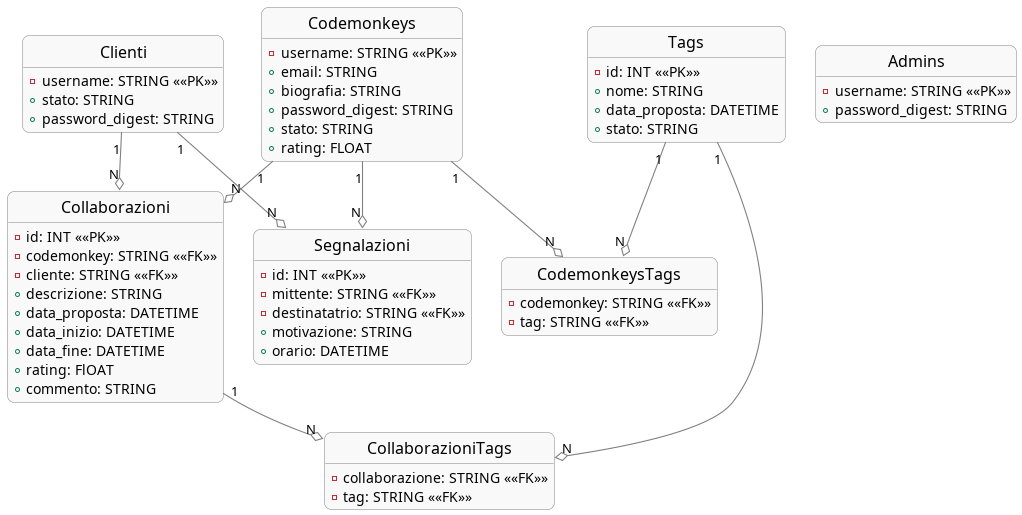 Clienti
username: STRING «PK»
stato: STRING
password_digest: STRING
Codemonkeys
username: STRING «PK»
email: STRING
biografia: STRING
password_digest: STRING
stato: STRING
rating: FLOAT
Tags
id: INT «PK»
nome: STRING
data_proposta: DATETIME
stato: STRING
Admins
username: STRING «PK»
password_digest: STRING
1
1
1
1
1
1
1
N
N
N
N
N
N
Collaborazioni
id: INT «PK»
codemonkey: STRING «FK»
cliente: STRING «FK»
descrizione: STRING
data_proposta: DATETIME
data_inizio: DATETIME
data_fine: DATETIME
rating: FlOAT
commento: STRING
Segnalazioni
id: INT «PK»
mittente: STRING «FK»
destinatatrio: STRING «FK»
motivazione: STRING
orario: DATETIME
CodemonkeysTags
codemonkey: STRING «FK»
tag: STRING «FK»
1
N
N
CollaborazioniTags
collaborazione: STRING «FK»
tag: STRING «FK»